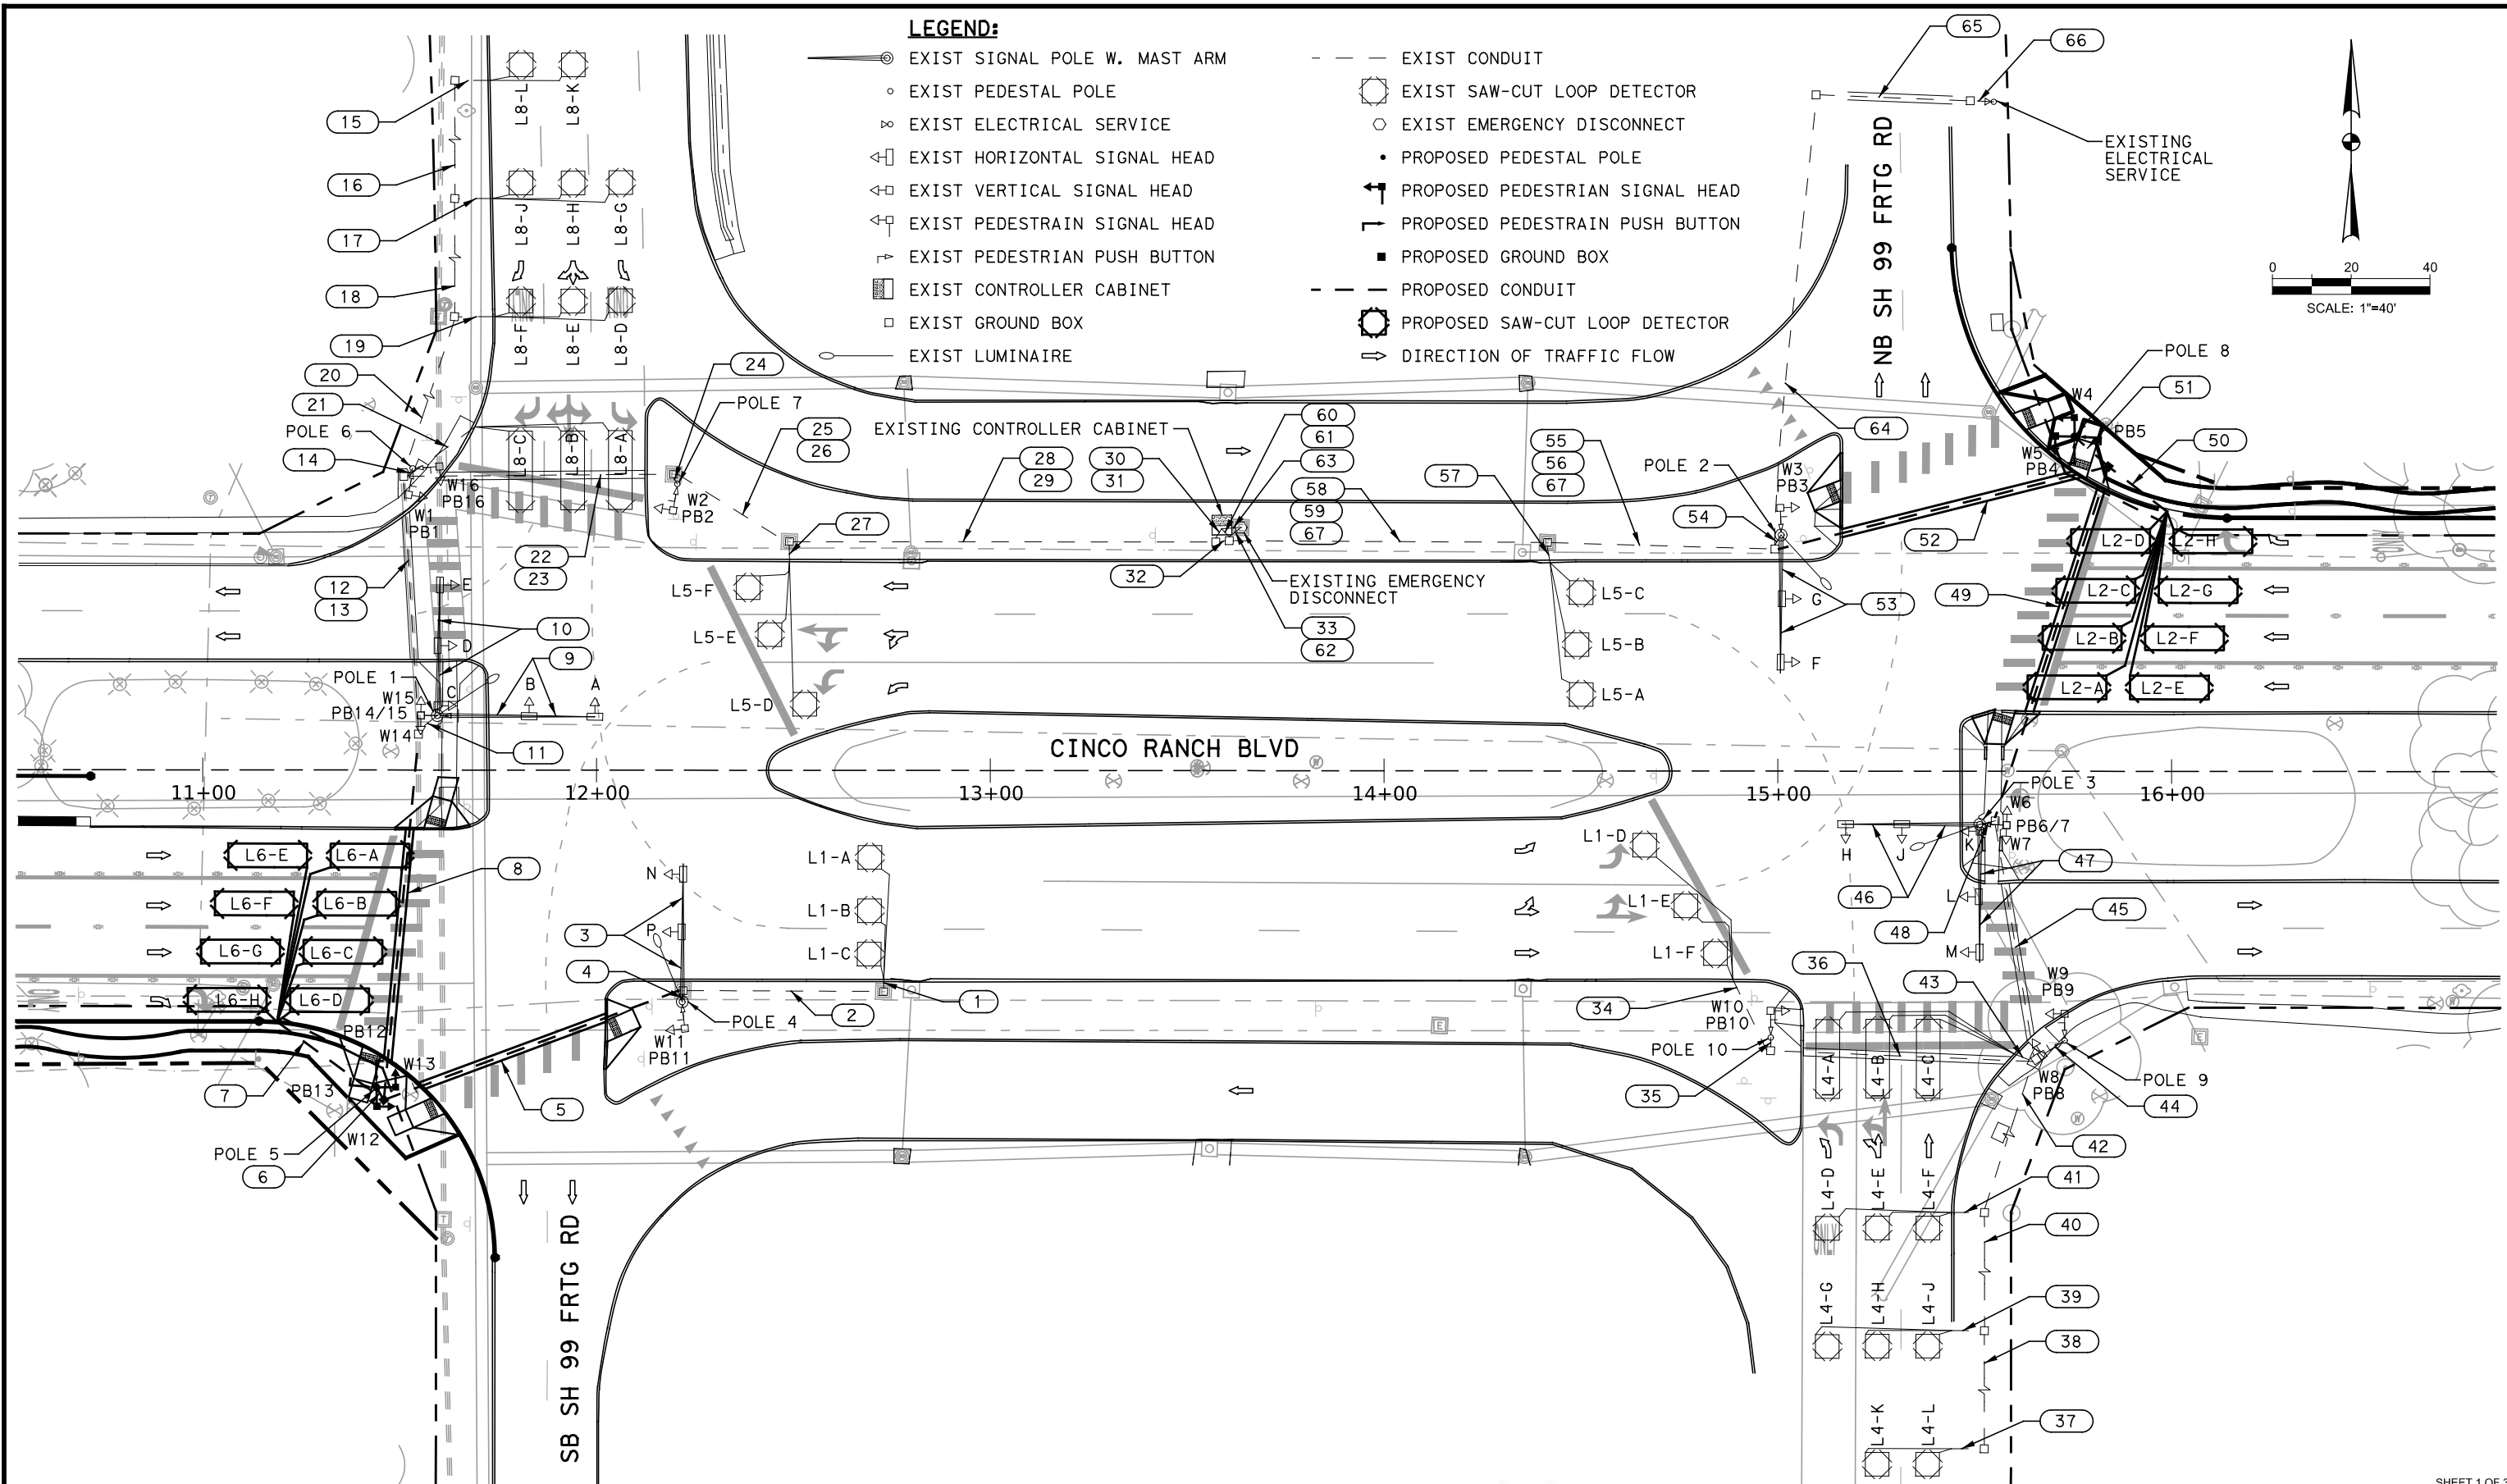 LEGEND:
EXIST SIGNAL POLE W. MAST ARM
EXIST PEDESTAL POLE
EXIST ELECTRICAL SERVICE
EXIST HORIZONTAL SIGNAL HEAD
EXIST VERTICAL SIGNAL HEAD
EXIST PEDESTRAIN SIGNAL HEAD
EXIST PEDESTRIAN PUSH BUTTON
EXIST CONTROLLER CABINET
EXIST GROUND BOX
EXIST LUMINAIRE
EXIST CONDUIT
EXIST SAW-CUT LOOP DETECTOR
EXIST EMERGENCY DISCONNECT
PROPOSED PEDESTAL POLE
PROPOSED PEDESTRIAN SIGNAL HEAD
PROPOSED PEDESTRAIN PUSH BUTTON
PROPOSED GROUND BOX
PROPOSED CONDUIT
PROPOSED SAW-CUT LOOP DETECTOR
DIRECTION OF TRAFFIC FLOW
65
66
EXISTING
ELECTRICAL
SERVICE
NB SH 99 FRTG RD
0 20 40
SCALE: 1"=40'
15
16
17
18
19
20
21
POLE 6
14
L8-L
L8-K
L8-J
L8-H
L8-G
L8-F
L8-E
L8-D
L8-C
L8-B
L8-A
24
POLE 7
25
26
EXISTING CONTROLLER CABINET
28
29
30
31
60
61
63
58
59
67
57
55
56
67
POLE 2
64
W3
PB3
POLE 8
51
W4
PB5
50
W5
PB4
W16
PB16
W1
PB1
W2
PB2
27
22
23
32
54
52
12
13
E
10
D
9
POLE 1
W15
PB14/15
W14
C
B
A
11
L5-F
L5-E
L5-D
EXISTING EMERGENCY
DISCONNECT
33
62
L5-C
L5-B
L5-A
G
53
F
49
L2-D
L2-H
L2-C
L2-G
L2-B
L2-F
L2-A
L2-E
CINCO RANCH BLVD
11+00
12+00
13+00
14+00
15+00
16+00
POLE 3
W6
PB6/7
W7
H
J
K
46
47
L
48
M
45
L6-E
L6-A
L6-F
L6-B
L6-G
L6-C
L6-H
L6-D
8
N
3
P
4
L1-A
L1-B
L1-C
L1-D
L1-E
L1-F
1
2
POLE 4
W11
PB11
34
W10
PB10
POLE 10
35
36
43
W9
PB9
PB12
W13
7
PB13
W12
POLE 5
6
5
L4-A
L4-B
L4-C
W8
PB8
POLE 9
44
42
L4-D
L4-E
L4-F
41
40
ONLY
L4-G
L4-H
L4-J
39
38
L4-K
L4-L
37
SB SH 99 FRTG RD